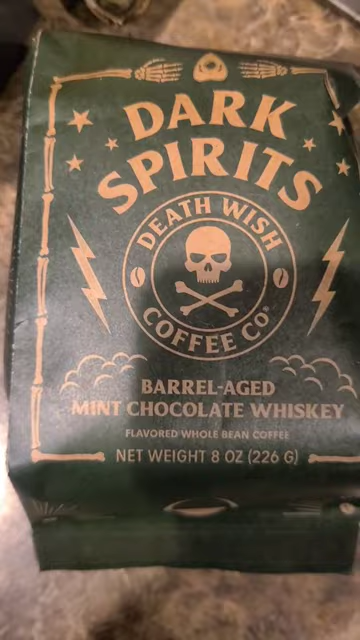 DARK
SPIRITS
DEATH WISH
COFFEE CO®
BARREL-AGED
MINT CHOCOLATE WHISKEY
FLAVORED WHOLE BEAN COFFEE
NET WEIGHT 8 OZ (226 G)